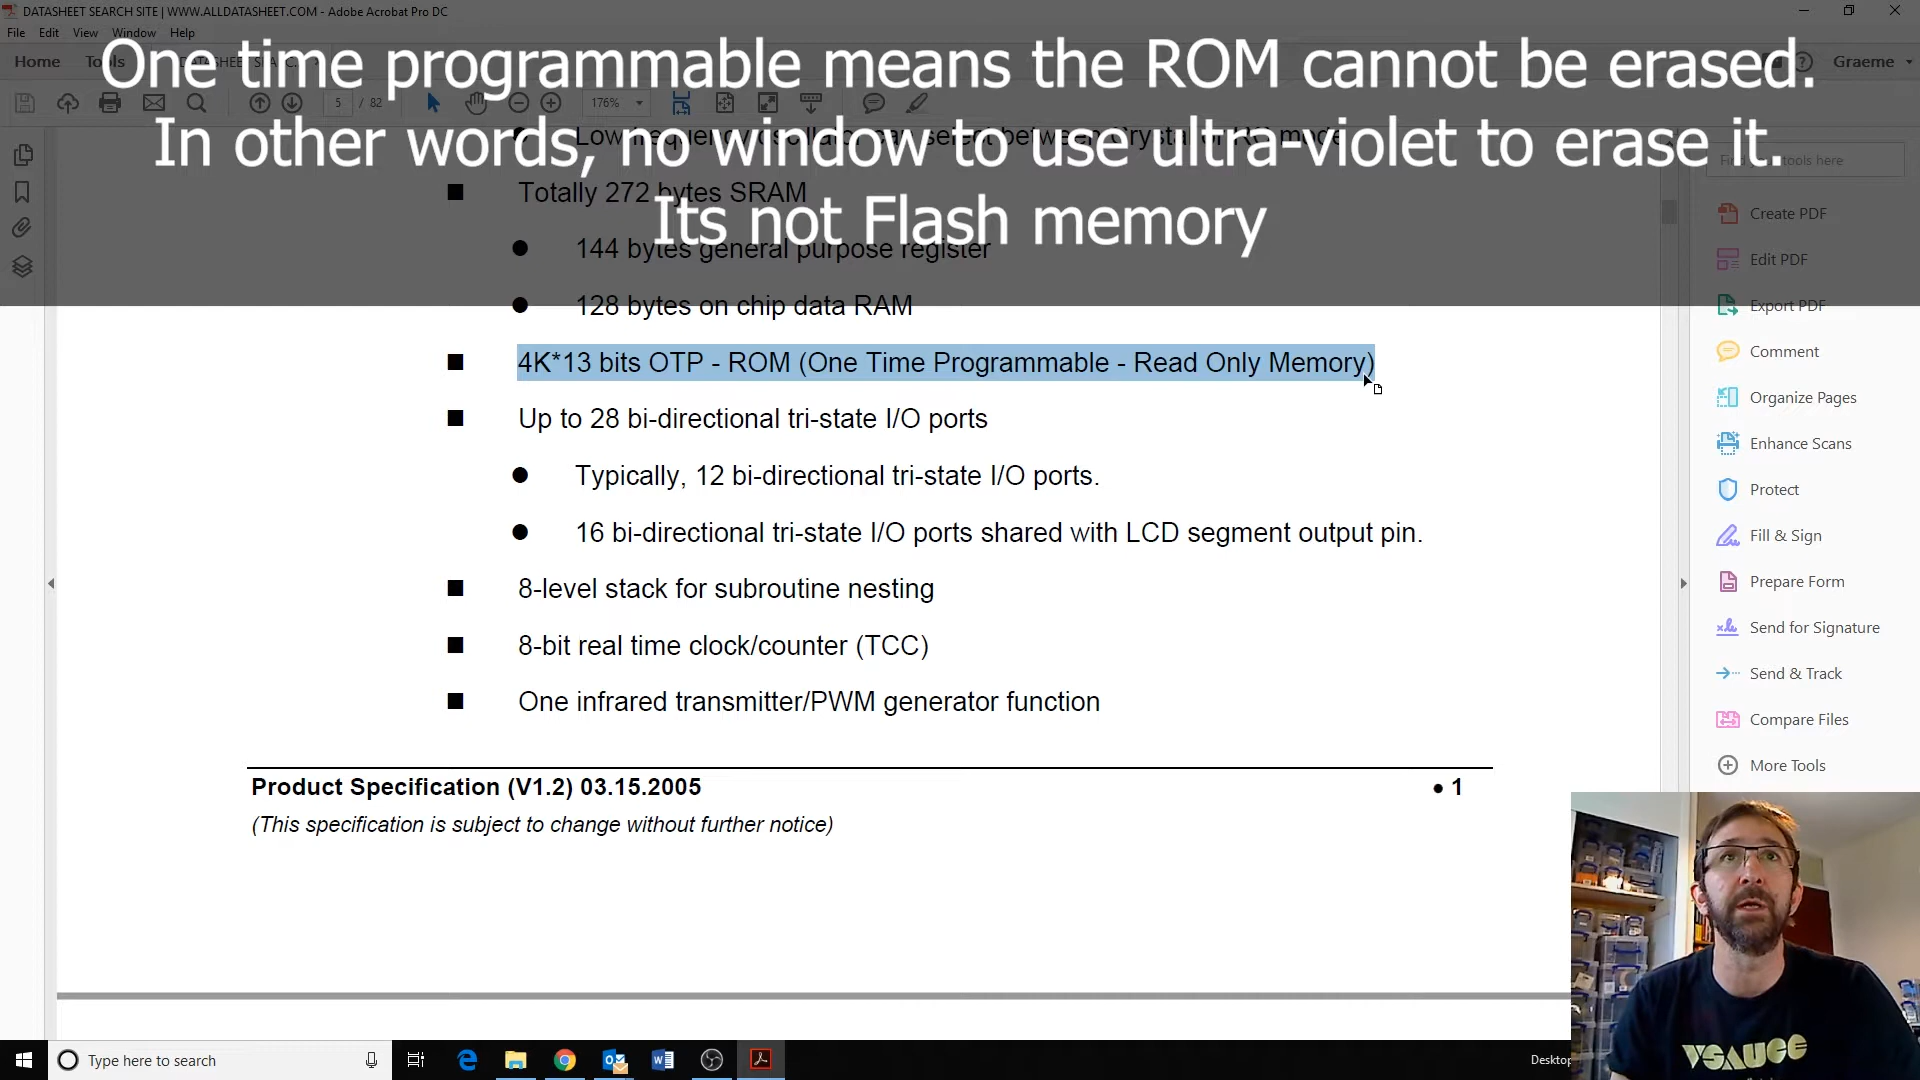 DATASHEET SEARCH SITE | WWW.ALLDATASHEET.COM - Adobe Acrobat Pro DC
File Edit View Window Help
One time programmable means the ROM cannot be erased.
In other words, no window to use ultra-violet to erase it.
Its not Flash memory
Home Tools
Graeme
5 / 82
176%
tools here
Totally 272 bytes SRAM
144 bytes general purpose register
128 bytes on chip data RAM
4K*13 bits OTP - ROM (One Time Programmable - Read Only Memory)
Up to 28 bi-directional tri-state I/O ports
Typically, 12 bi-directional tri-state I/O ports.
16 bi-directional tri-state I/O ports shared with LCD segment output pin.
8-level stack for subroutine nesting
8-bit real time clock/counter (TCC)
One infrared transmitter/PWM generator function
Product Specification (V1.2) 03.15.2005
• 1
(This specification is subject to change without further notice)
Create PDF
Edit PDF
Export PDF
Comment
Organize Pages
Enhance Scans
Protect
Fill & Sign
Prepare Form
Send for Signature
Send & Track
Compare Files
More Tools
VSAUCE
Type here to search
Desktop